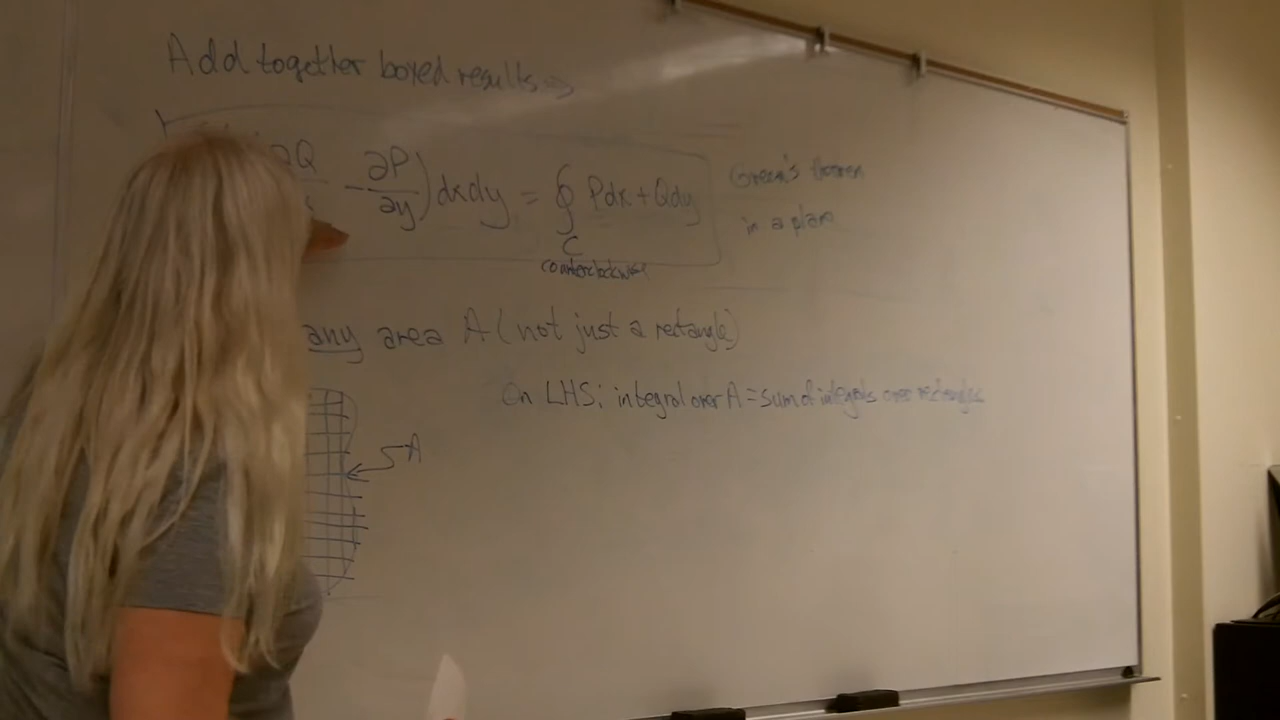 Add together boxed results ⇒
∂Q - ∂P/∂y) dxdy = ∮ Pdx + Qdy
C
counterclockwise
Green's theorem
in a plane
any area A (not just a rectangle)
On LHS: integral over A = sum of integrals over rectangles
A